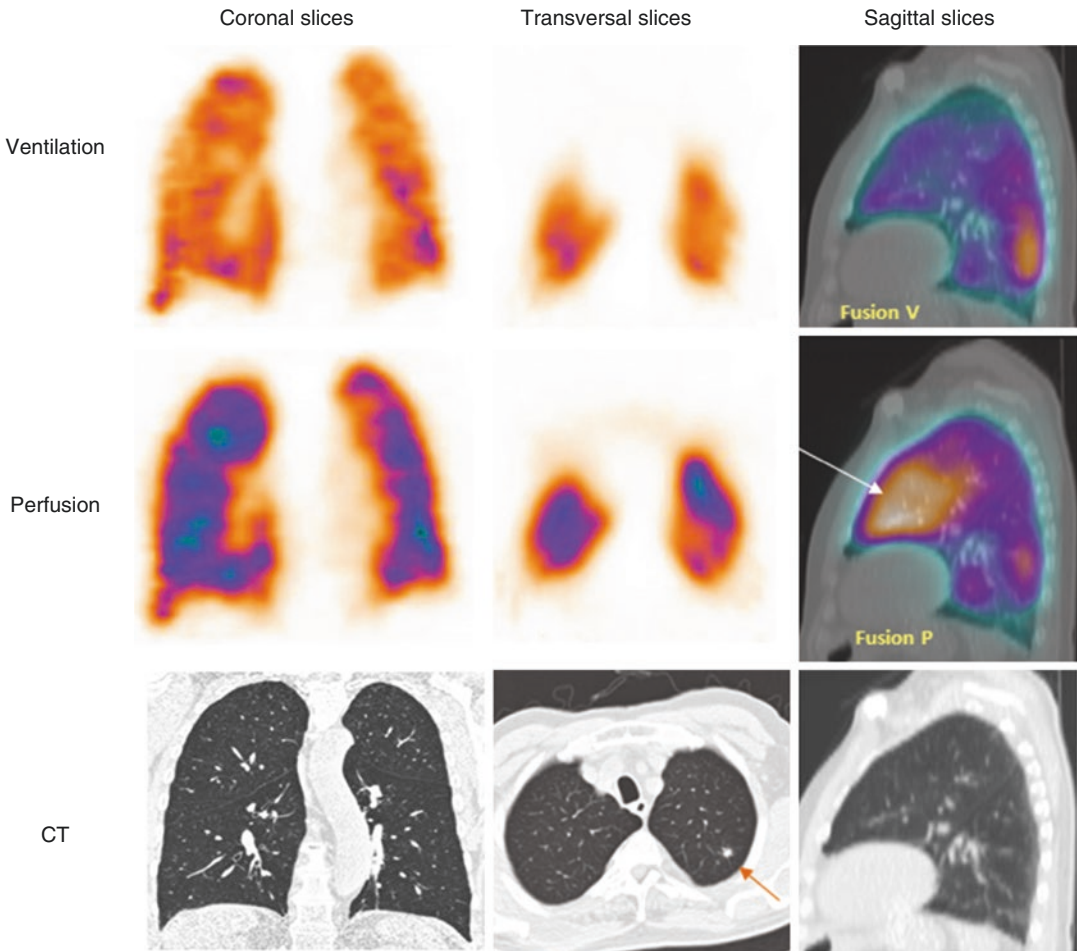 Coronal slices
Transversal slices
Sagittal slices
Ventilation
Fusion V
Perfusion
Fusion P
CT